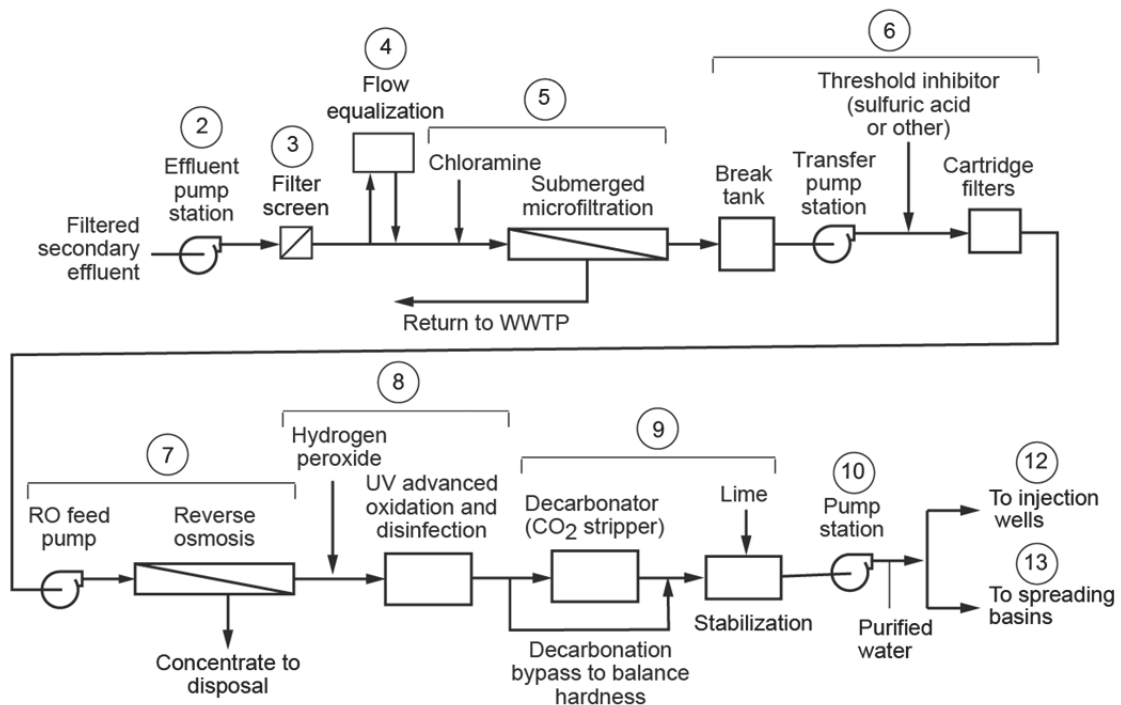 2
Effluent
pump
station
Filtered
secondary
effluent
3
Filter
screen
4
Flow
equalization
5
Chloramine
Submerged
microfiltration
Return to WWTP
6
Break
tank
Transfer
pump
station
Threshold inhibitor
(sulfuric acid
or other)
Cartridge
filters
7
RO feed
pump
Reverse
osmosis
Concentrate to
disposal
8
Hydrogen
peroxide
UV advanced
oxidation and
disinfection
9
Decarbonator
(CO2 stripper)
Lime
Stabilization
Decarbonation
bypass to balance
hardness
10
Pump
station
Purified
water
12
To injection
wells
13
To spreading
basins